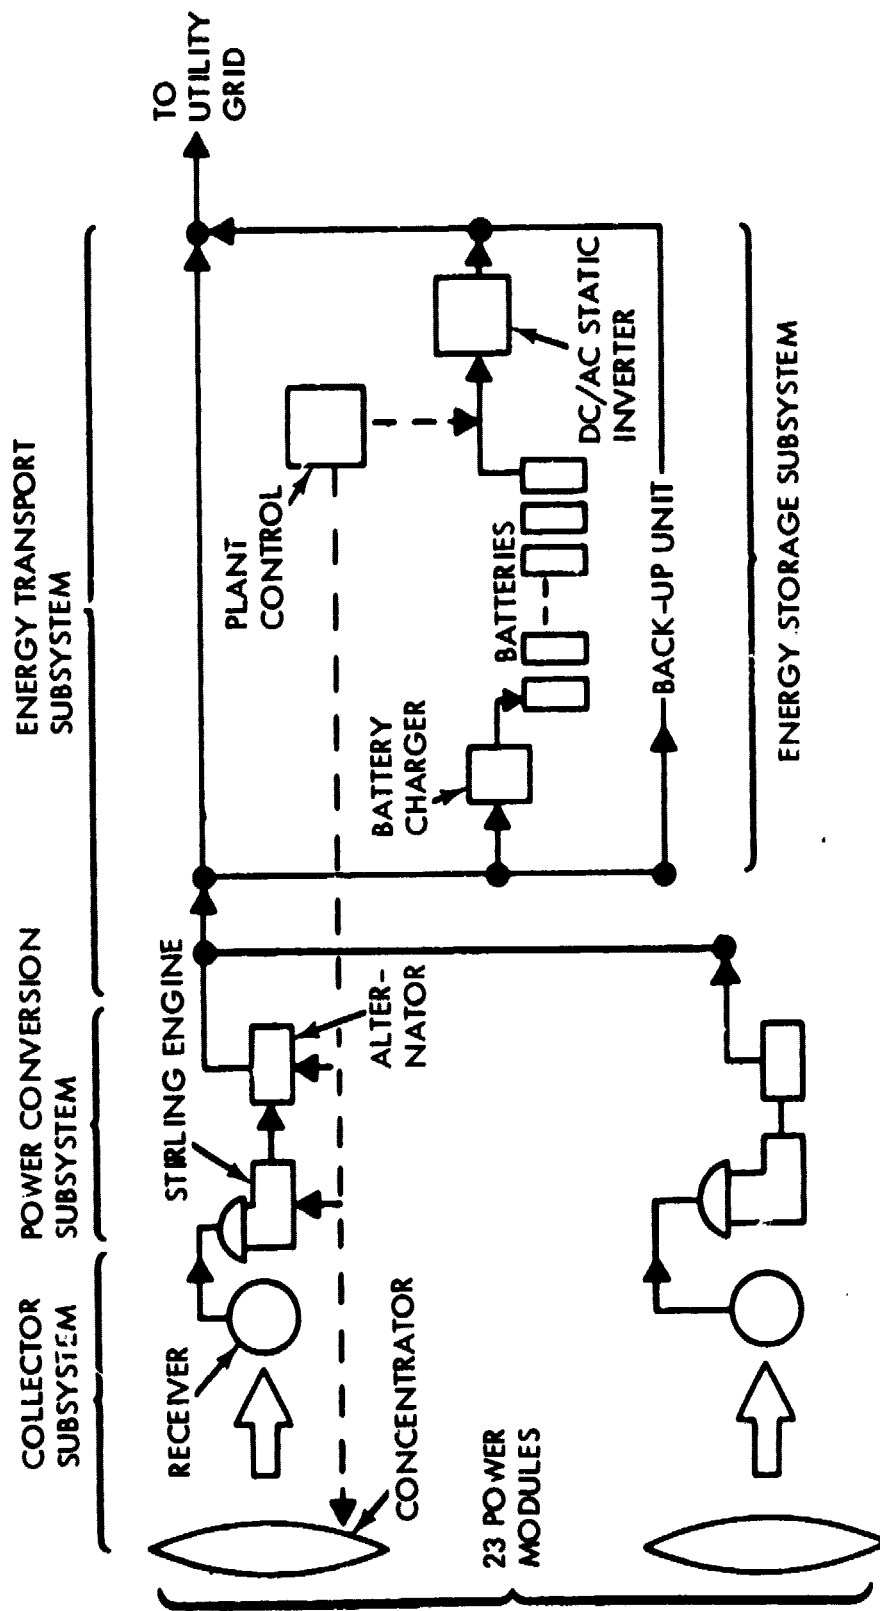 COLLECTOR
SUBSYSTEM
POWER CONVERSION
SUBSYSTEM
ENERGY TRANSPORT
SUBSYSTEM
RECEIVER
STIRLING ENGINE
ALTER-
NATOR
CONCENTRATOR
PLANT
CONTROL
TO
UTILITY
GRID
BATTERY
CHARGER
BATTERIES
DC/AC STATIC
INVERTER
BACK-UP UNIT
23 POWER
MODULES
ENERGY STORAGE SUBSYSTEM